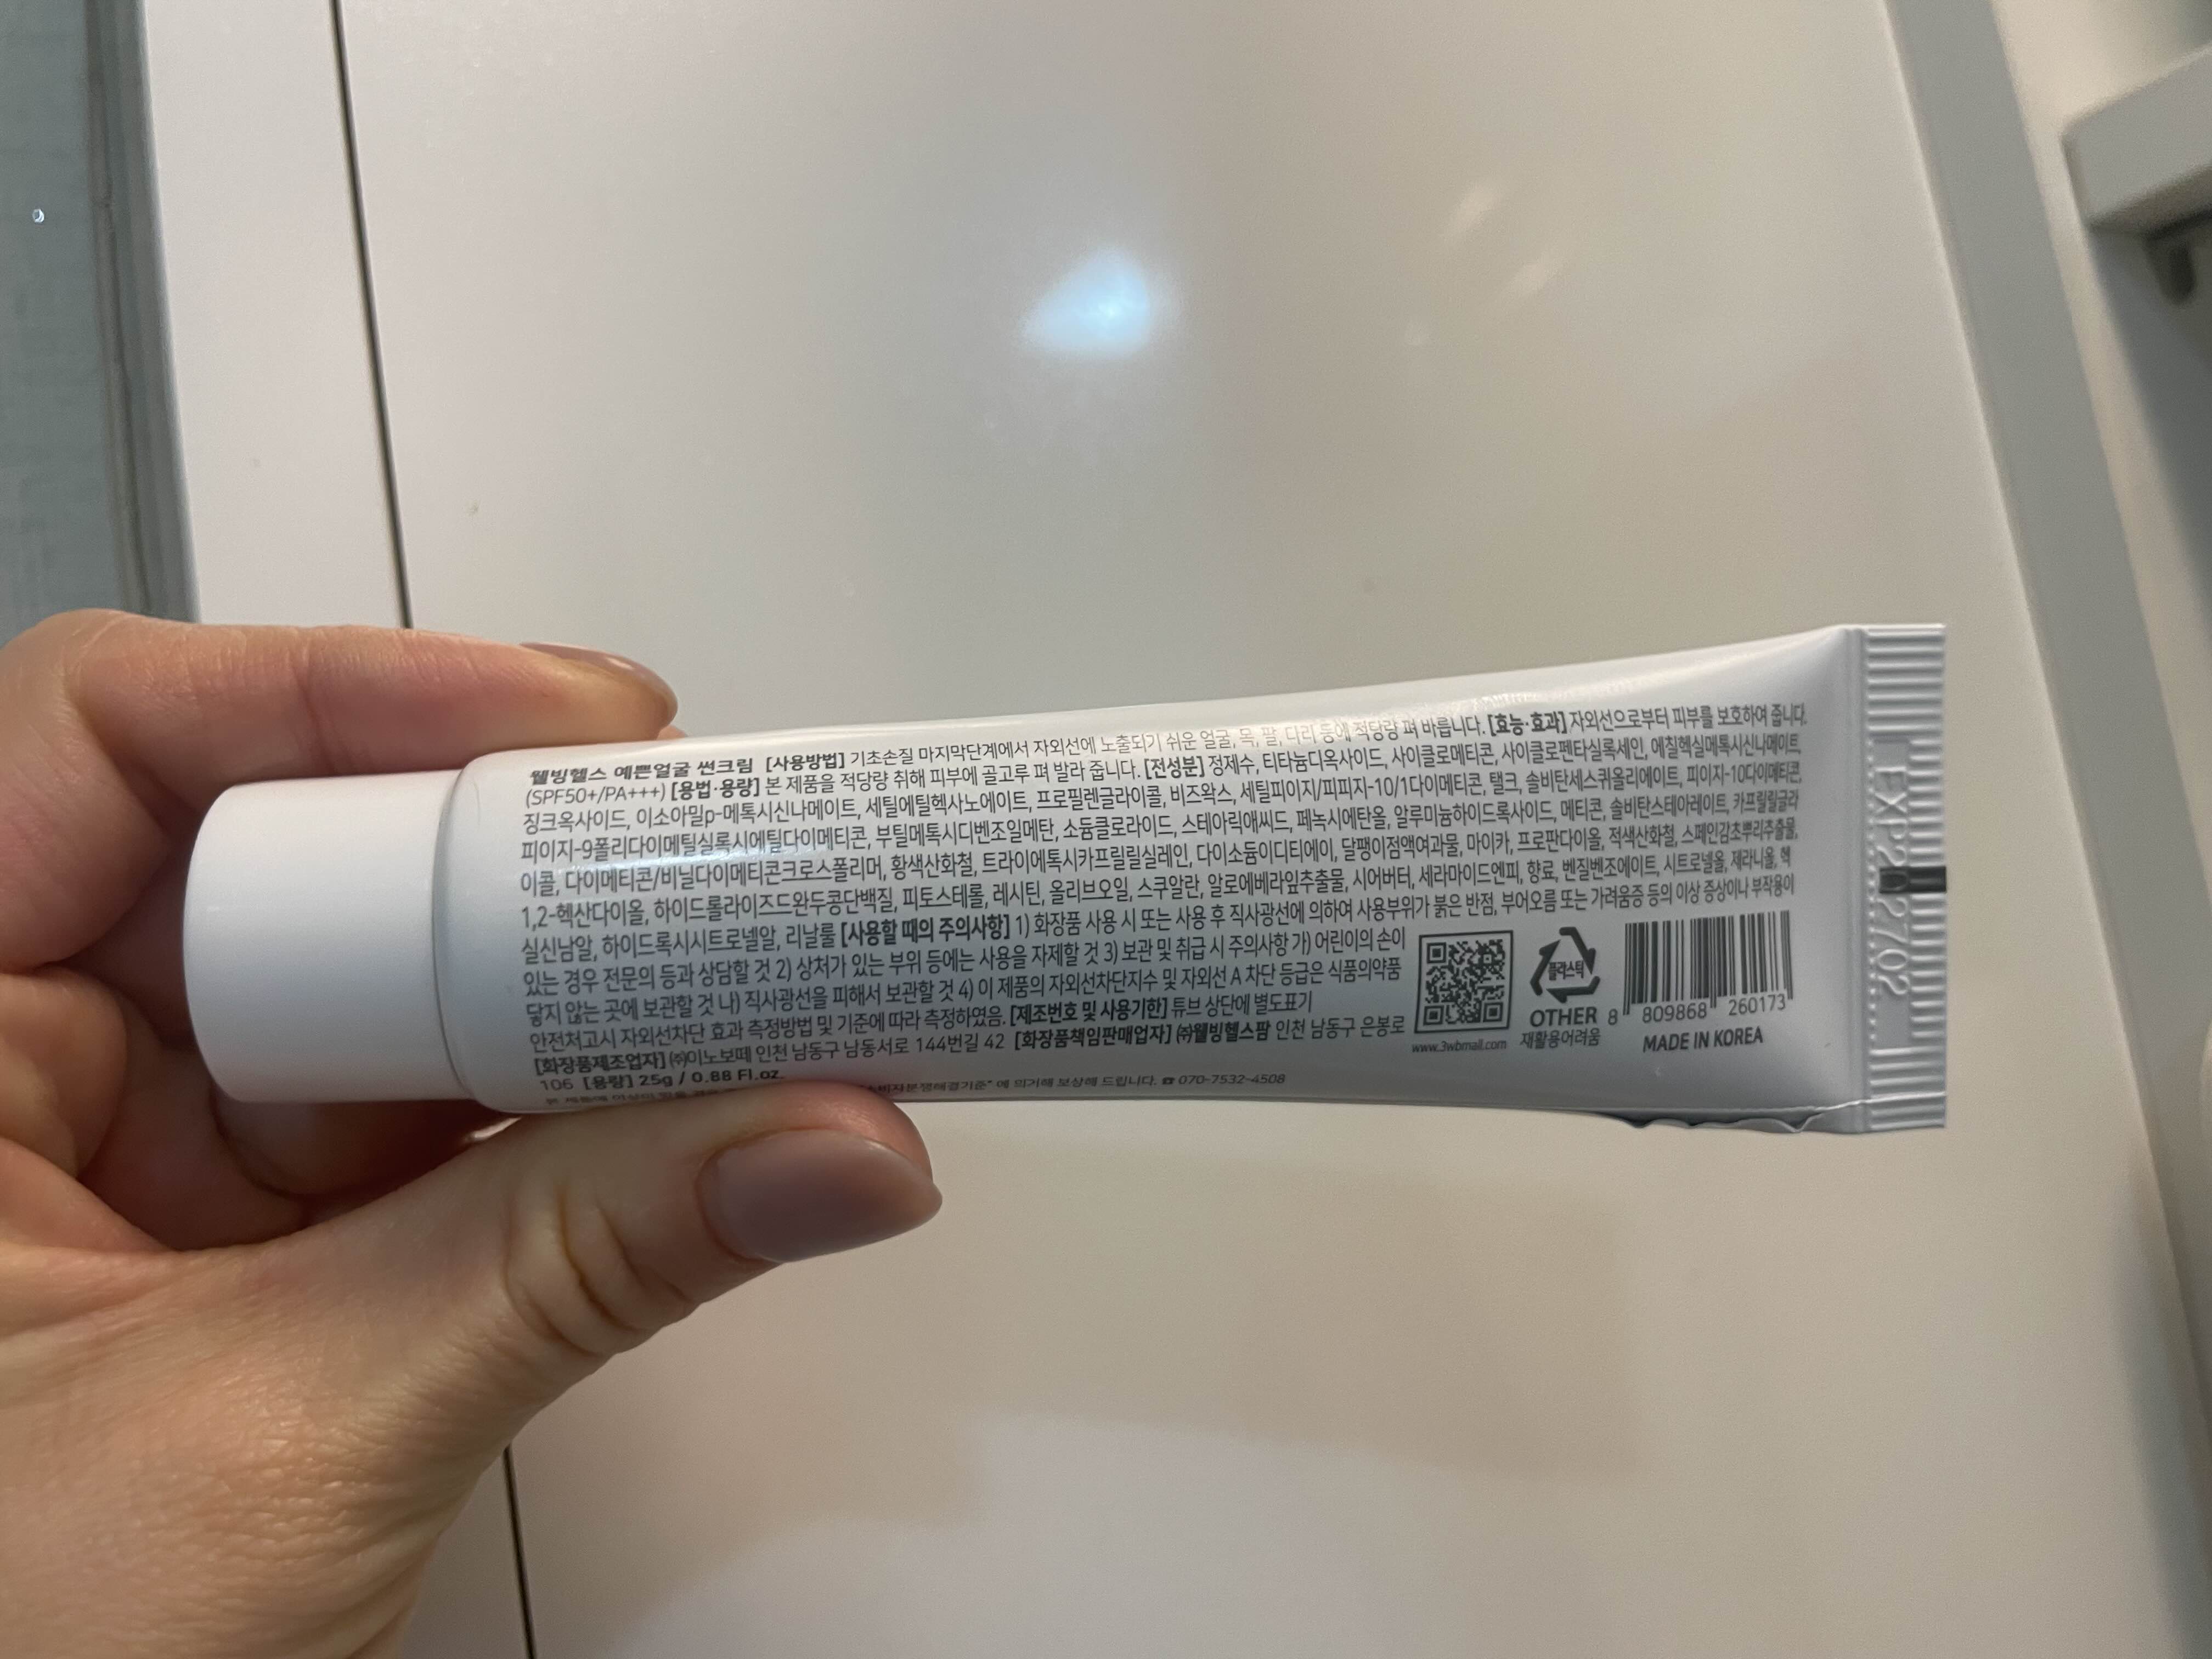 웰빙헬스 예쁜얼굴 썬크림 [사용방법] 기초손질 마지막단계에서 자외선에 노출되기 쉬운 얼굴, 목, 팔, 다리 등에 적당량 펴 바릅니다. [효능·효과] 자외선으로부터 피부를 보호하여 줍니다.
(SPF50+/PA+++) [용법·용량] 본 제품을 적당량 취해 피부에 골고루 펴 발라 줍니다. [전성분] 정제수, 티타늄디옥사이드, 사이클로메티콘, 사이클로펜타실록세인, 에칠헥실메톡시신나메이트,
징크옥사이드, 이소아밀p-메톡시신나메이트, 세틸에틸헥사노에이트, 프로필렌글라이콜, 비즈왁스, 세틸피이지/피피지-10/1다이메티콘, 탤크, 솔비탄세스퀴올리에이트, 피이지-10다이메티콘,
피이지-9폴리다이메틸실록시에틸다이메티콘, 부틸메톡시디벤조일메탄, 소듐클로라이드, 스테아릭애씨드, 페녹시에탄올, 알루미늄하이드록사이드, 메티콘, 솔비탄스테아레이트, 카프릴릴글라
이콜, 다이메티콘/비닐다이메티콘크로스폴리머, 황색산화철, 트라이에톡시카프릴릴실레인, 다이소듐이디티에이, 달팽이점액여과물, 마이카, 프로판다이올, 적색산화철, 스페인감초뿌리추출물,
1,2-헥산다이올, 하이드롤라이즈드완두콩단백질, 피토스테롤, 레시틴, 올리브오일, 스쿠알란, 알로에베라잎추출물, 시어버터, 세라마이드엔피, 향료, 벤질벤조에이트, 시트로넬올, 제라니올, 헥
실신남알, 하이드록시시트로넬알, 리날룰 [사용할 때의 주의사항] 1) 화장품 사용 시 또는 사용 후 직사광선에 의하여 사용부위가 붉은 반점, 부어오름 또는 가려움증 등의 이상 증상이나 부작용이
있는 경우 전문의 등과 상담할 것 2) 상처가 있는 부위 등에는 사용을 자제할 것 3) 보관 및 취급 시 주의사항 가) 어린이의 손이
닿지 않는 곳에 보관할 것 나) 직사광선을 피해서 보관할 것 4) 이 제품의 자외선차단지수 및 자외선 A 차단 등급은 식품의약품
안전처고시 자외선차단 효과 측정방법 및 기준에 따라 측정하였음. [제조번호 및 사용기한] 튜브 상단에 별도표기
[화장품제조업자] ㈜이노보떼 인천 남동구 남동서로 144번길 42 [화장품책임판매업자] ㈜웰빙헬스팜 인천 남동구 은봉로
106 [용량] 25g / 0.88 Fl.oz.
에 의거해 보상해 드립니다. ☎ 070-7532-4508
www.3wbmall.com
플라스틱
OTHER
재활용어려움
8 809868 260173
MADE IN KOREA